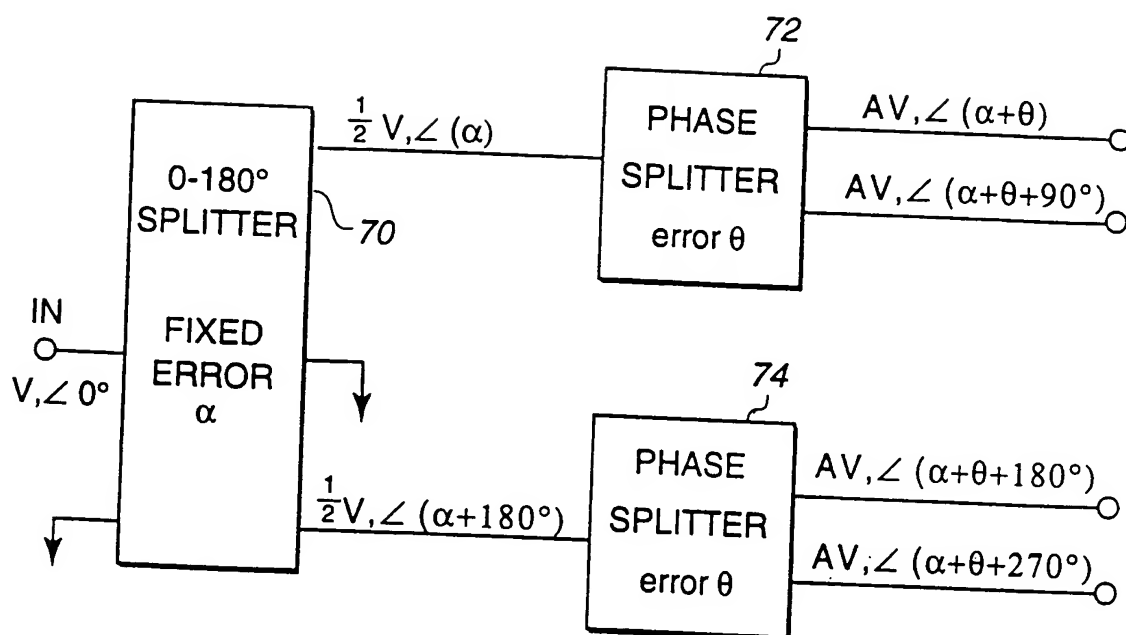 72
PHASE
SPLITTER
error θ
AV,∠ (α+θ)
AV,∠ (α+θ+90°)
½ V,∠ (α)
0-180°
SPLITTER
70
IN
V,∠ 0°
FIXED
ERROR
α
½V,∠ (α+180°)
74
PHASE
SPLITTER
error θ
AV,∠ (α+θ+180°)
AV,∠ (α+θ+270°)